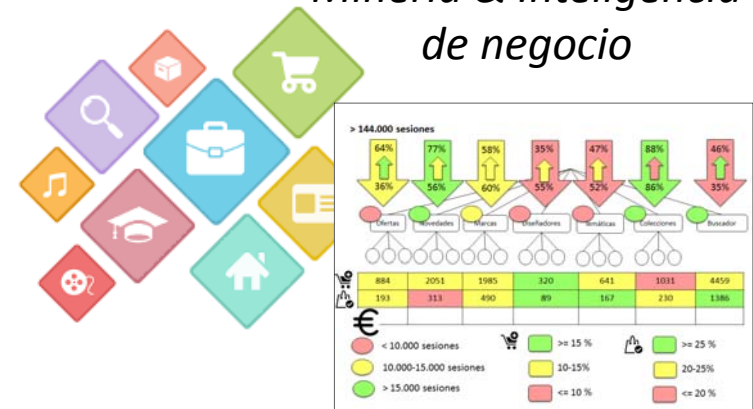 Minería & Inteligencia
de negocio
> 144.000 sesiones
64% 77% 58% 35% 47% 88% 46%
36% 56% 60% 55% 52% 86% 35%
Ofertas Novedades Marcas Diseñadores Temáticas Colecciones Buscador
884 2051 1985 320 641 1031 4459
193 313 490 89 167 230 1386
€
< 10.000 sesiones >= 15 % >= 25 %
10.000-15.000 sesiones 10-15% 20-25%
> 15.000 sesiones <= 10 % <= 20 %